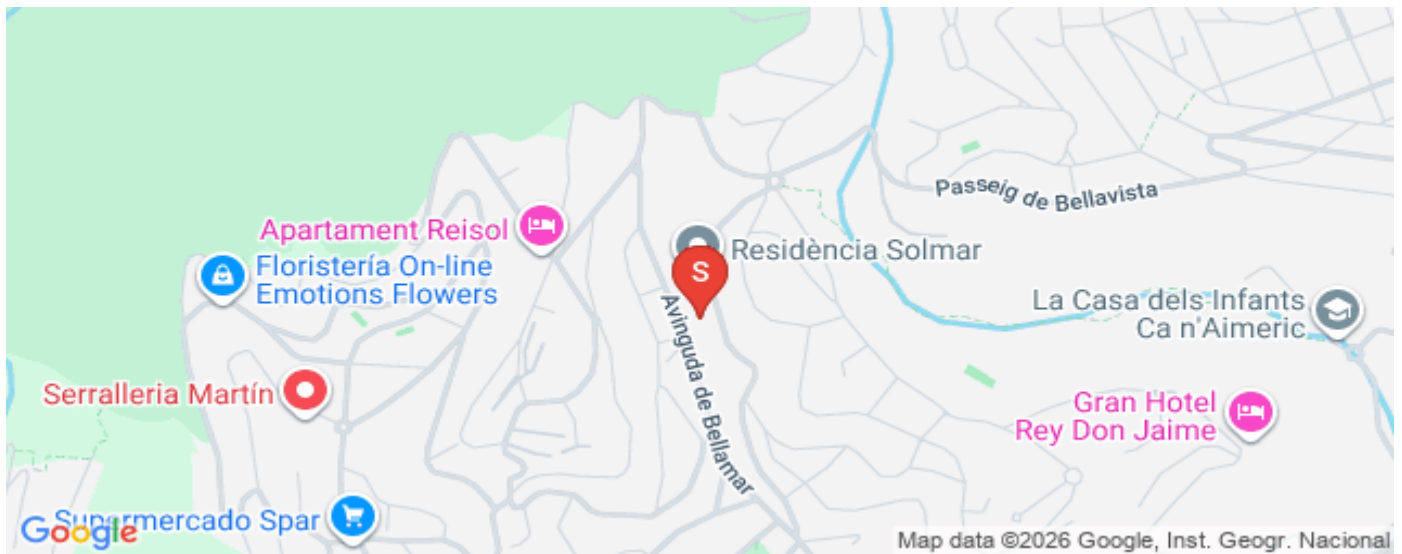 Passeig de Bellavista
Apartament Reisol
Residència Solmar
S
Floristería On-line
Emotions Flowers
La Casa dels Infants
Ca n'Aimeric
Avinguda de Bellamar
Serralleria Martín
Gran Hotel
Rey Don Jaime
Supermercado Spar
Google
Map data ©2026 Google, Inst. Geogr. Nacional